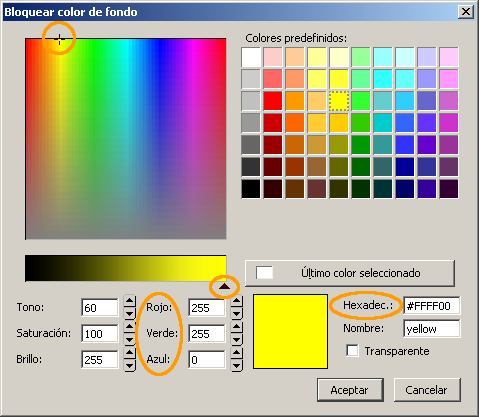 Bloquear color de fondo
Colores predefinidos:
Último color seleccionado
Tono: 60
Rojo: 255
Hexadec.: #FFFF00
Saturación: 100
Verde: 255
Nombre: yellow
Brillo: 255
Azul: 0
Transparente
Aceptar
Cancelar